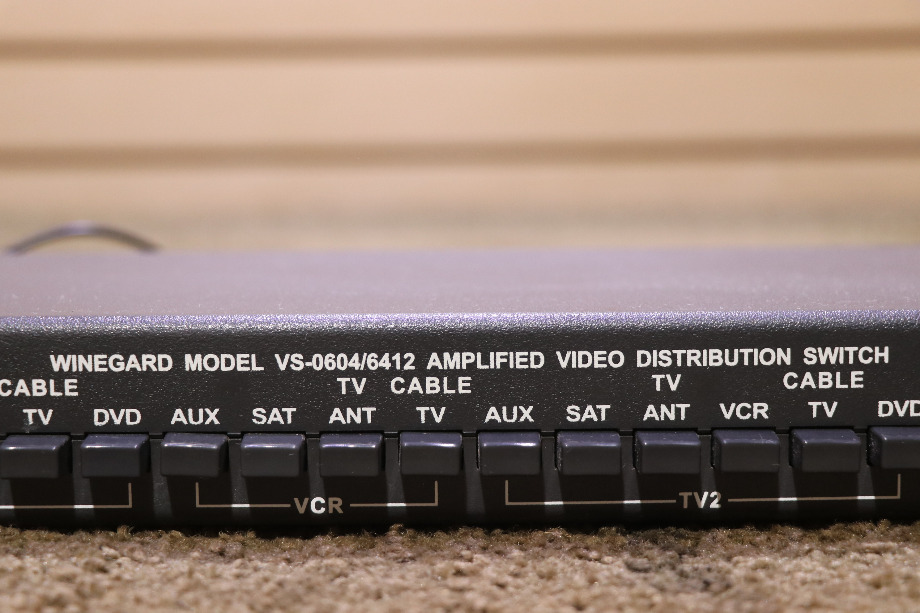 WINEGARD MODEL VS-0604/6412 AMPLIFIED VIDEO DISTRIBUTION SWITCH
CABLE TV CABLE TV CABLE
TV DVD AUX SAT ANT TV AUX SAT ANT VCR TV DVD
VCR TV2